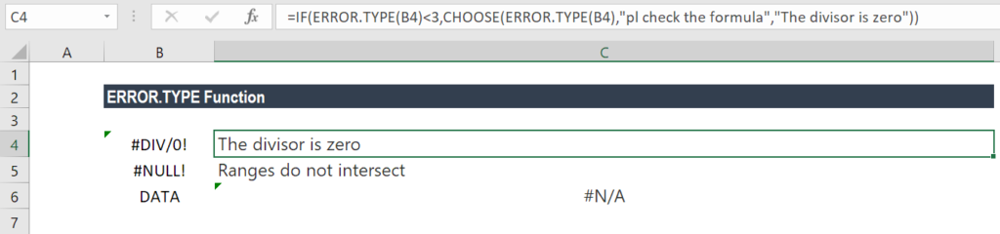 C4 fx =IF(ERROR.TYPE(B4)<3,CHOOSE(ERROR.TYPE(B4),"pl check the formula","The divisor is zero"))
A B C
1
2 ERROR.TYPE Function
3
4 #DIV/0! The divisor is zero
5 #NULL! Ranges do not intersect
6 DATA #N/A
7